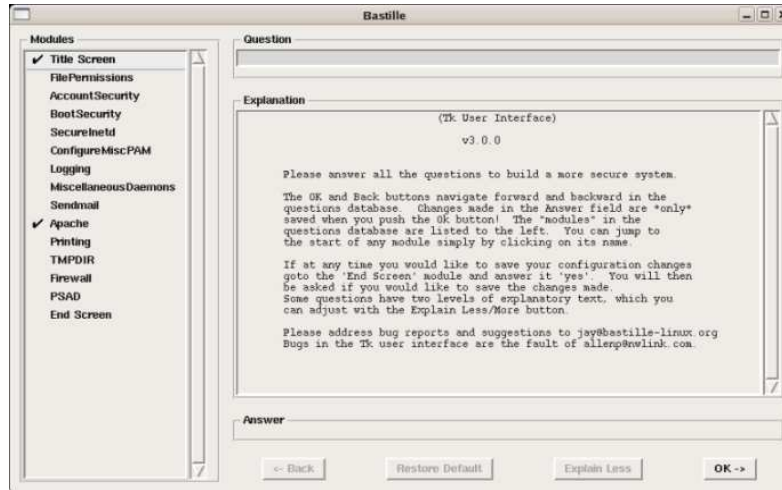 Bastille
Modules
Title Screen
FilePermissions
AccountSecurity
BootSecurity
SecureInetd
ConfigureMiscPAM
Logging
MiscellaneousDaemons
Sendmail
Apache
Printing
TMPDIR
Firewall
PSAD
End Screen
Question
Explanation
(Tk User Interface)
v3.0.0
Please answer all the questions to build a more secure system.
The OK and Back buttons navigate forward and backward in the
questions database. Changes made in the Answer field are *only*
saved when you push the Ok button! The "modules" in the
questions database are listed to the left. You can jump to
the start of any module simply by clicking on its name.
If at any time you would like to save your configuration changes
goto the 'End Screen' module and answer it 'yes'. You will then
be asked if you would like to save the changes made.
Some questions have two levels of explanatory text, which you
can adjust with the Explain Less/More button.
Please address bug reports and suggestions to jay@bastille-linux.org
Bugs in the Tk user interface are the fault of allenp@nwlink.com.
Answer
<- Back
Restore Default
Explain Less
OK ->